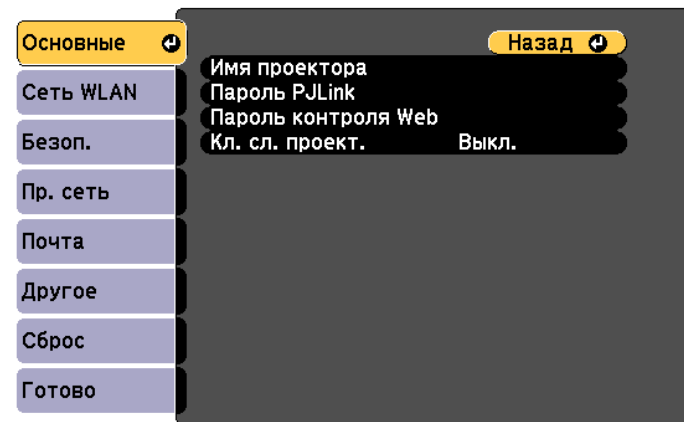 Основные
Сеть WLAN
Безоп.
Пр. сеть
Почта
Другое
Сброс
Готово
Назад
Имя проектора
Пароль PJLink
Пароль контроля Web
Кл. сл. проект. Выкл.